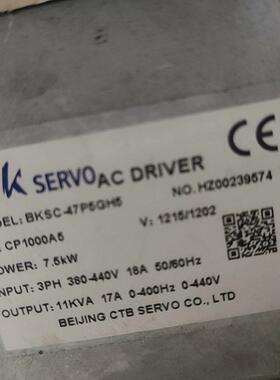 K SERVO AC DRIVER CE
DEL: BKSC-47P5GH5 NO. HZ00239574
CP1000A5 V: 1215/1202
OWER: 7.5kW
INPUT: 3PH 380-440V 18A 50/60Hz
OUTPUT: 11KVA 17A 0-400Hz 0-440V
BEIJING CTB SERVO CO., LTD